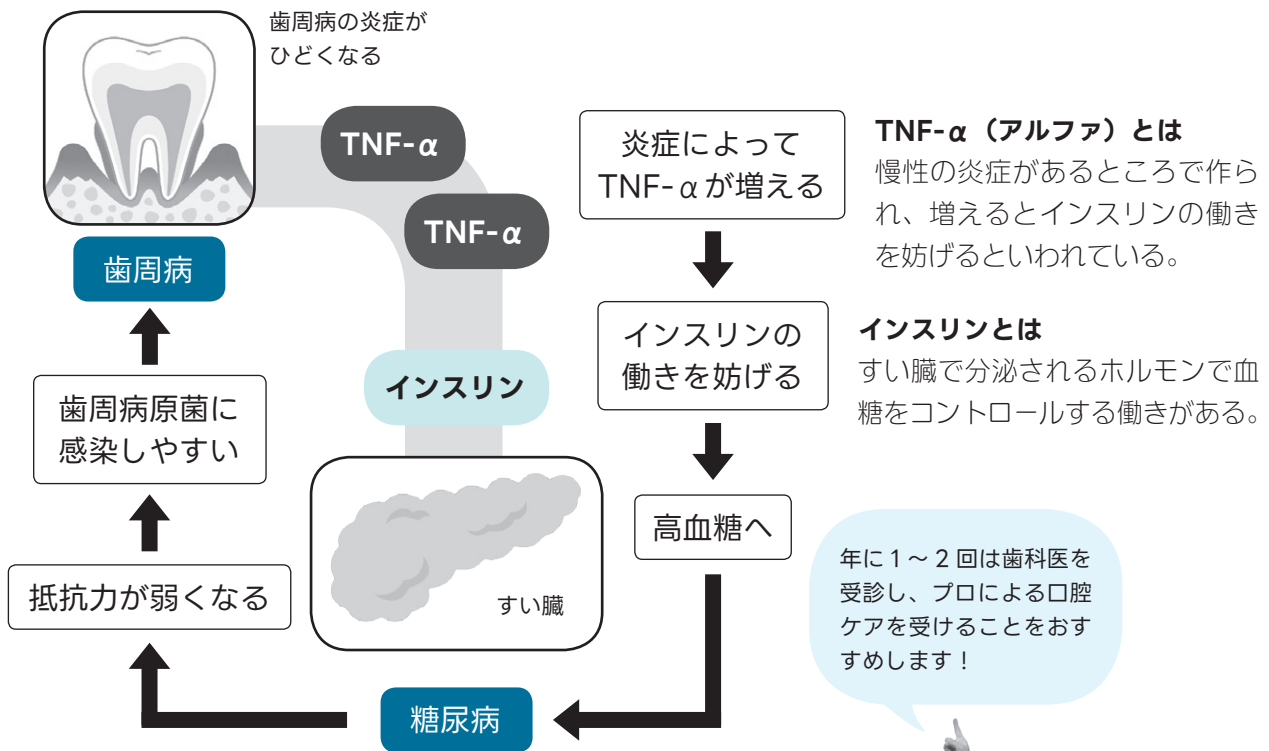 歯周病の炎症が
ひどくなる
TNF-α
TNF-α
歯周病
インスリン
すい臓
炎症によって
TNF-αが増える
インスリンの
働きを妨げる
高血糖へ
糖尿病
抵抗力が弱くなる
歯周病原菌に
感染しやすい
TNF-α（アルファ）とは
慢性の炎症があるところで作ら
れ、増えるとインスリンの働き
を妨げるといわれている。
インスリンとは
すい臓で分泌されるホルモンで血
糖をコントロールする働きがある。
年に1～2回は歯科医を
受診し、プロによる口腔
ケアを受けることをおす
すめします！